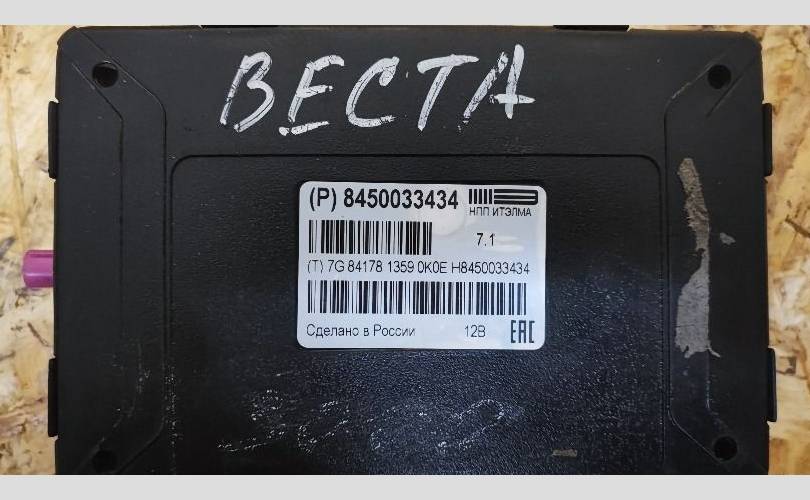 ВЕСТА
(P) 8450033434
НПП ИТЭЛМА
7.1
(T) 7G 84178 1359 0K0E H8450033434
Сделано в России 12В EAC